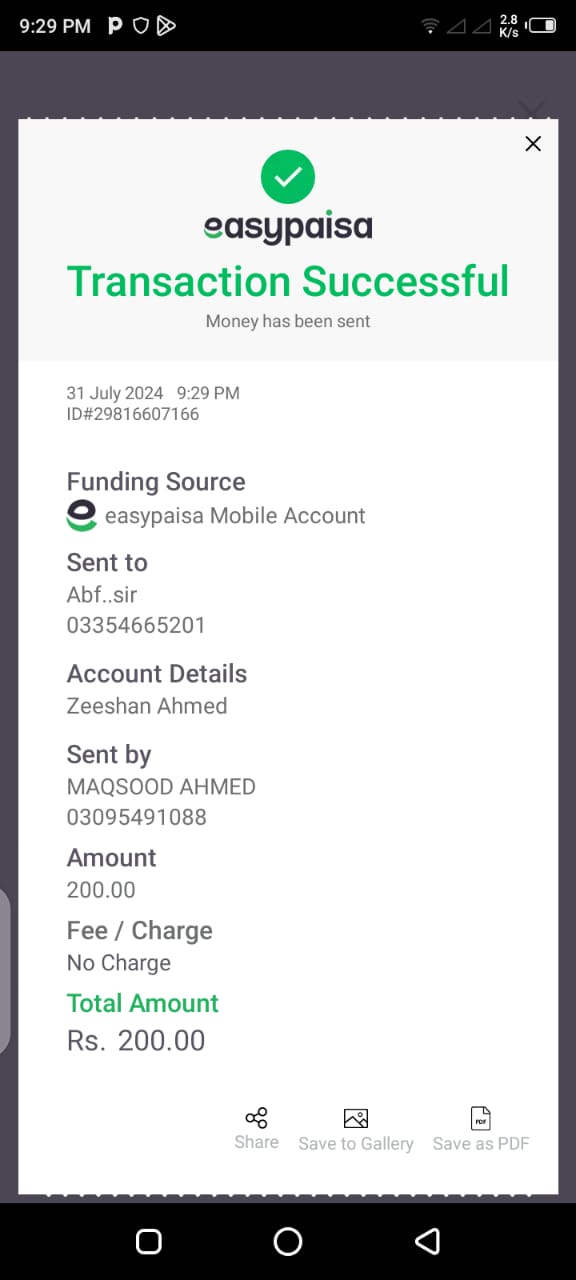 9:29 PM
2.8
K/s
easypaisa
Transaction Successful
Money has been sent
31 July 2024 9:29 PM
ID#29816607166
Funding Source
easypaisa Mobile Account
Sent to
Abf..sir
03354665201
Account Details
Zeeshan Ahmed
Sent by
MAQSOOD AHMED
03095491088
Amount
200.00
Fee / Charge
No Charge
Total Amount
Rs. 200.00
PDF
Share Save to Gallery Save as PDF